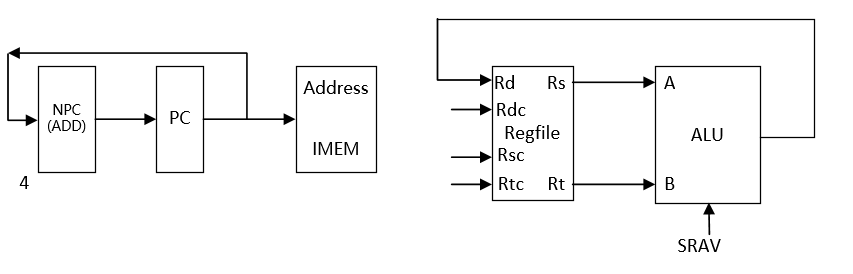 NPC
(ADD)
4
PC
Address
IMEM
Rd
Rs
Rdc
Regfile
Rsc
Rtc
Rt
A
ALU
B
SRAV